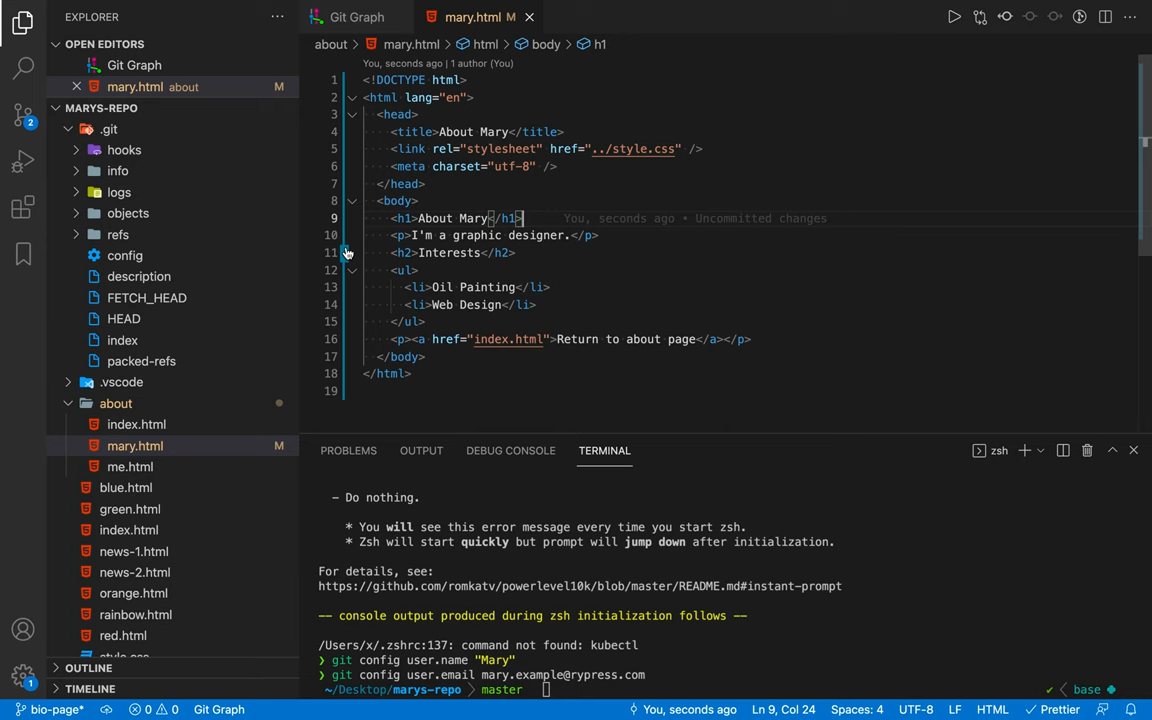 EXPLORER
OPEN EDITORS
Git Graph
mary.html about M
MARYS-REPO
.git
hooks
info
logs
objects
refs
config
description
FETCH_HEAD
HEAD
index
packed-refs
.vscode
about
index.html
mary.html M
me.html
blue.html
green.html
index.html
news-1.html
news-2.html
orange.html
rainbow.html
red.html
style.css
OUTLINE
TIMELINE
2
1
Git Graph
mary.html M
about > mary.html > html > body > h1
You, seconds ago | 1 author (You)
1 <!DOCTYPE html>
2 <html lang="en">
3 <head>
4 <title>About Mary</title>
5 <link rel="stylesheet" href="../style.css" />
6 <meta charset="utf-8" />
7 </head>
8 <body>
9 <h1>About Mary</h1> You, seconds ago • Uncommitted changes
10 <p>I'm a graphic designer.</p>
11 <h2>Interests</h2>
12 <ul>
13 <li>Oil Painting</li>
14 <li>Web Design</li>
15 </ul>
16 <p><a href="index.html">Return to about page</a></p>
17 </body>
18 </html>
19
PROBLEMS OUTPUT DEBUG CONSOLE TERMINAL zsh
- Do nothing.
* You will see this error message every time you start zsh.
* Zsh will start quickly but prompt will jump down after initialization.
For details, see:
https://github.com/romkatv/powerlevel10k/blob/master/README.md#instant-prompt
-- console output produced during zsh initialization follows --
/Users/x/.zshrc:137: command not found: kubectl
❯ git config user.name "Mary"
❯ git config user.email mary.example@rypress.com
~/Desktop/marys-repo > master ✔ < base
bio-page* 0 0 Git Graph You, seconds ago Ln 9, Col 24 Spaces: 4 UTF-8 LF HTML Prettier